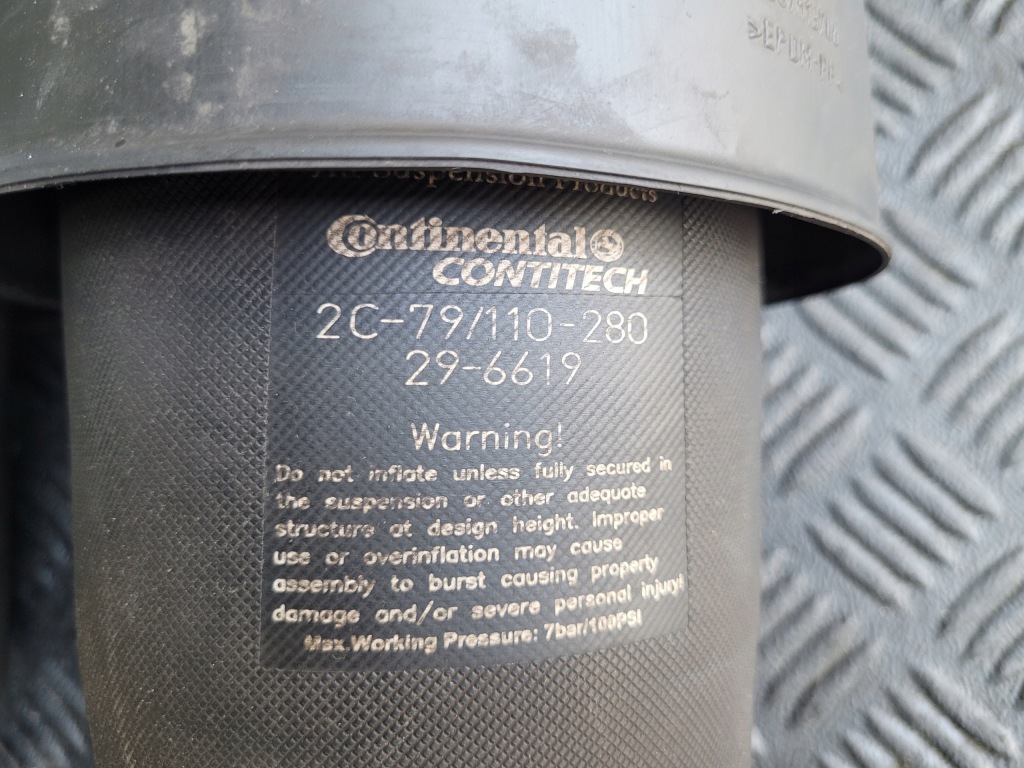 Suspension Products
Continental
CONTITECH
2C-79/110-280
29-6619
Warning!
Do not inflate unless fully secured in
the suspension or other adequate
structure at design height. Improper
use or overinflation may cause
assembly to burst causing property
damage and/or severe personal injury!
Max.Working Pressure: 7bar/100PSI